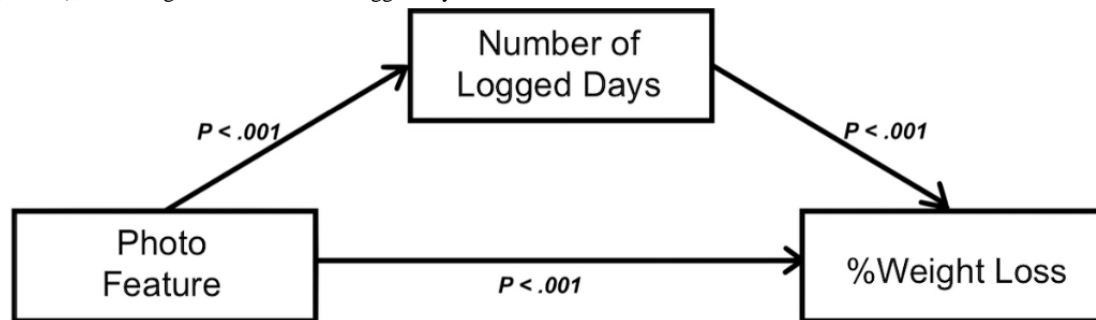 Number of
Logged Days
P < .001
P < .001
Photo
Feature
P < .001
%Weight Loss